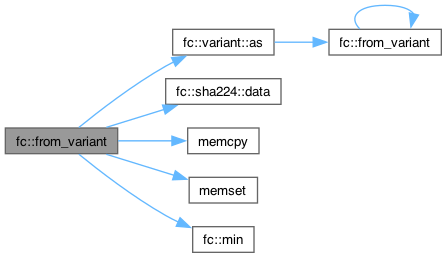 fc::from_variant
fc::variant::as
fc::from_variant
fc::sha224::data
memcpy
memset
fc::min